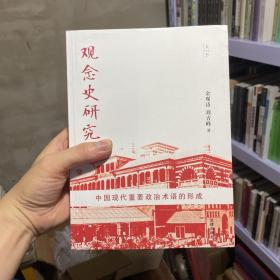 观念史研究
金观涛 刘青峰 著
中国现代重要政治术语的形成